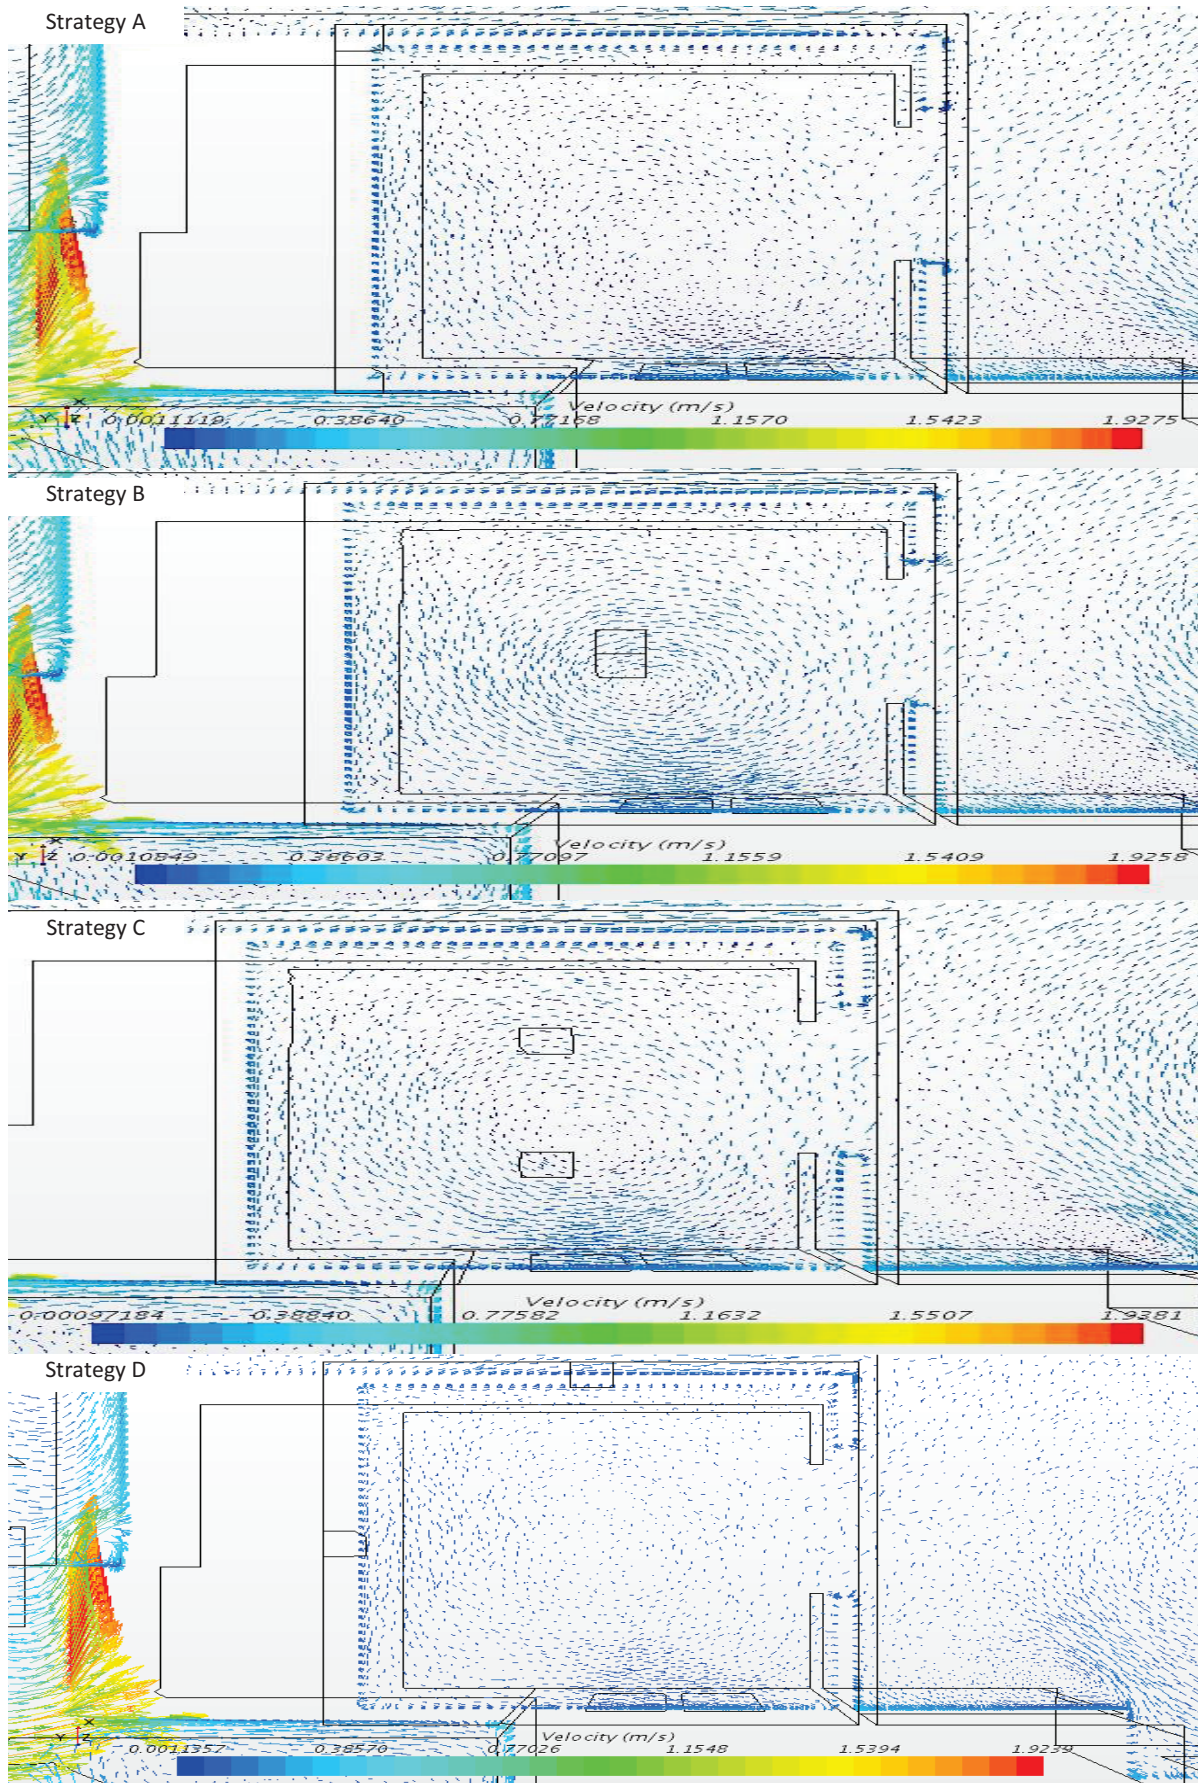 Strategy A
X
Y Z
Velocity (m/s)
0.0011119 0.38640 0.77168 1.1570 1.5423 1.9275
Strategy B
X
Y Z
Velocity (m/s)
0.0010849 0.38603 0.77097 1.1559 1.5409 1.9258
Strategy C
Velocity (m/s)
0.00097184 0.38840 0.77582 1.1632 1.5507 1.9381
Strategy D
X
Y Z
Velocity (m/s)
0.0011357 0.38570 0.77026 1.1548 1.5394 1.9239